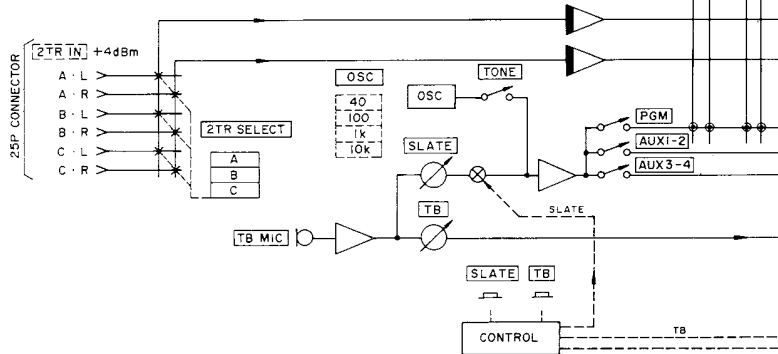 25P CONNECTOR
2TR IN +4dBm
A·L
A·R
B·L
B·R
C·L
C·R
2TR SELECT
A
B
C
OSC
40
100
1k
10k
OSC
TONE
SLATE
TB
TB MIC
PGM
AUX1-2
AUX3-4
SLATE
SLATE
TB
CONTROL
TB